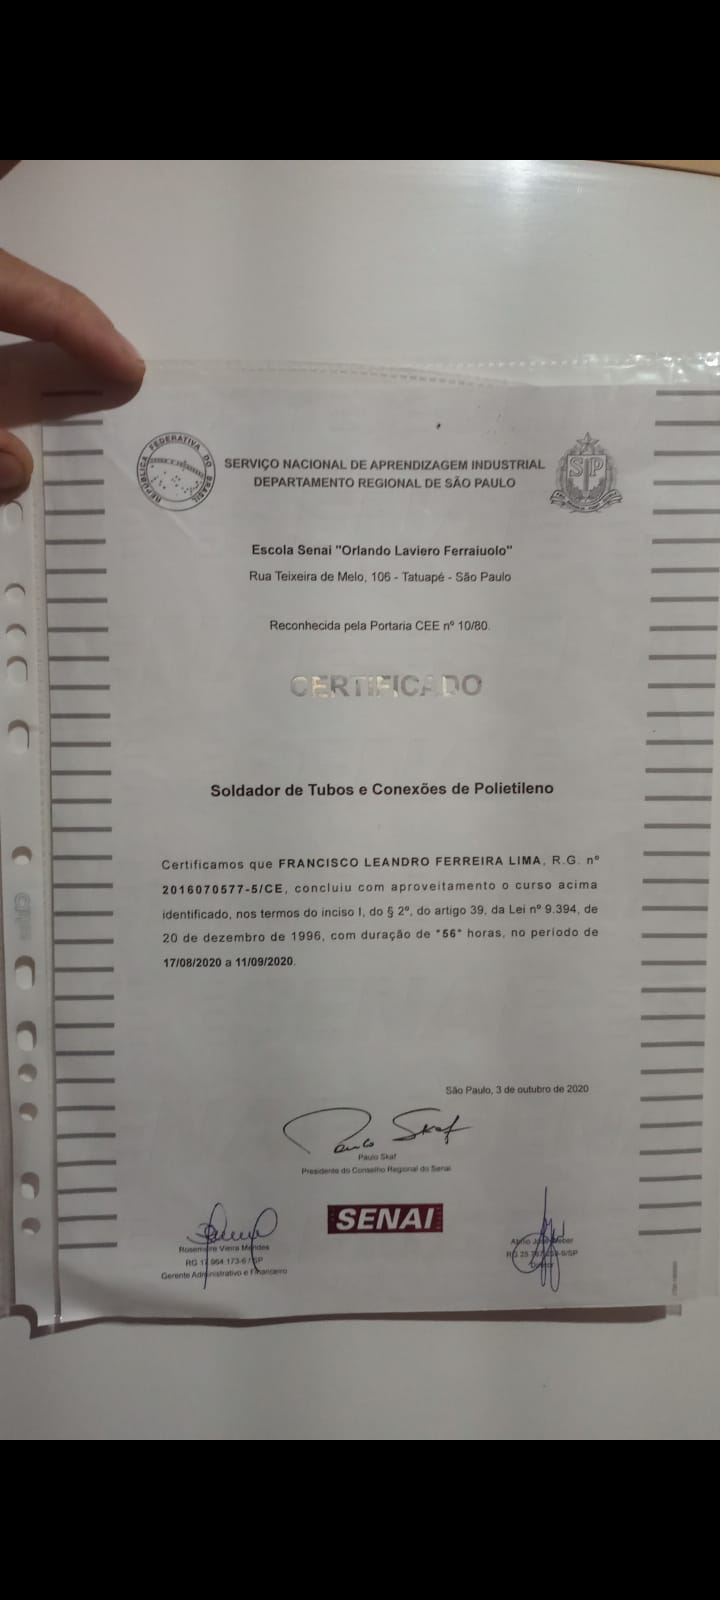 REPÚBLICA FEDERATIVA DO BRASIL
SP
SERVIÇO NACIONAL DE APRENDIZAGEM INDUSTRIAL
DEPARTAMENTO REGIONAL DE SÃO PAULO
Escola Senai "Orlando Laviero Ferraiuolo"
Rua Teixeira de Melo, 106 - Tatuapé - São Paulo
Reconhecida pela Portaria CEE nº 10/80.
CERTIFICADO
Soldador de Tubos e Conexões de Polietileno
Certificamos que FRANCISCO LEANDRO FERREIRA LIMA, R.G. nº
2016070577-5/CE, concluiu com aproveitamento o curso acima
identificado, nos termos do inciso I, do § 2º, do artigo 39, da Lei nº 9.394, de
20 de dezembro de 1996, com duração de "56" horas, no período de
17/08/2020 a 11/09/2020.
São Paulo, 3 de outubro de 2020
Paulo Skaf
Paulo Skaf
Presidente do Conselho Regional do Senai
SENAI
Rosemeire Vieira Mendes
RG
Gerente Administrativo e Financeiro
RG
Diretor